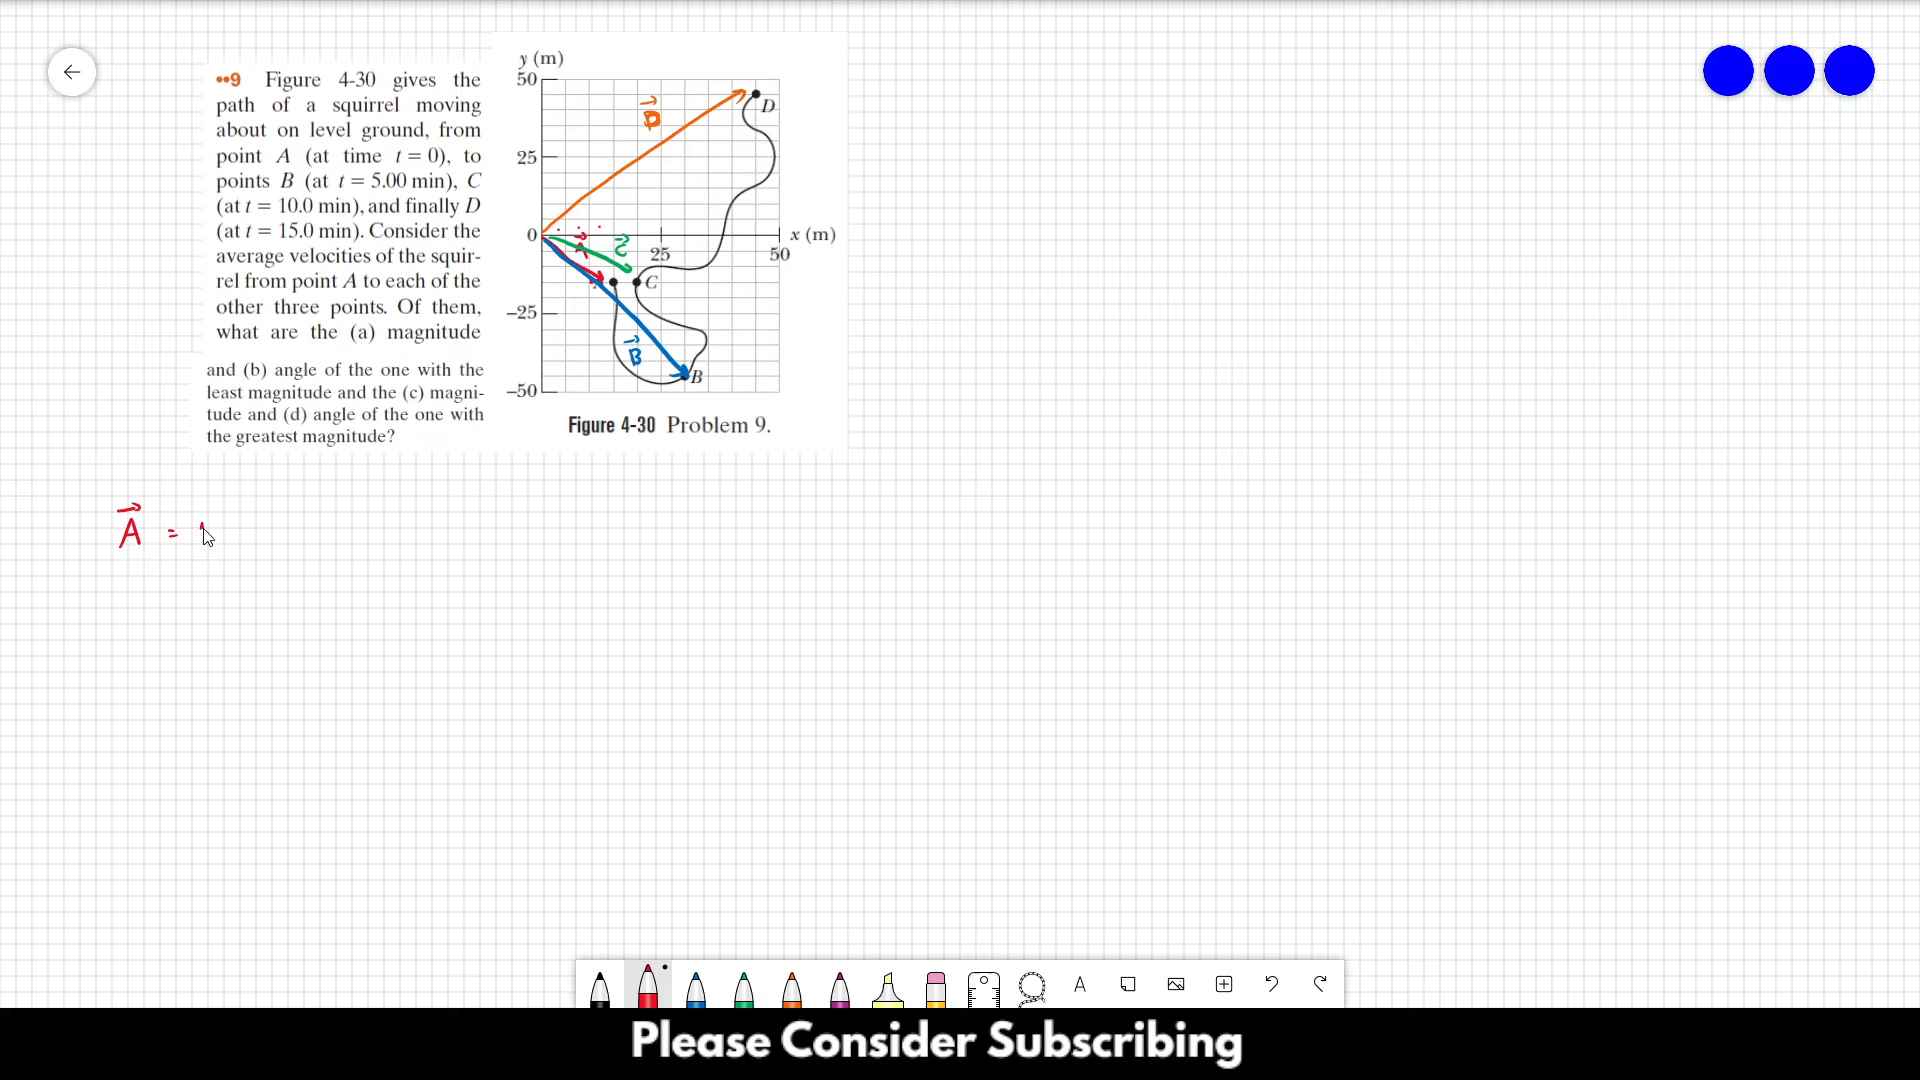 ••9 Figure 4-30 gives the
path of a squirrel moving
about on level ground, from
point A (at time t = 0), to
points B (at t = 5.00 min), C
(at t = 10.0 min), and finally D
(at t = 15.0 min). Consider the
average velocities of the squir-
rel from point A to each of the
other three points. Of them,
what are the (a) magnitude
and (b) angle of the one with the
least magnitude and the (c) magni-
tude and (d) angle of the one with
the greatest magnitude?
y (m)
50
D
D
25
0
x (m)
A
C
25
50
C
-25
B
B
-50
Figure 4-30 Problem 9.
A =
A
Please Consider Subscribing